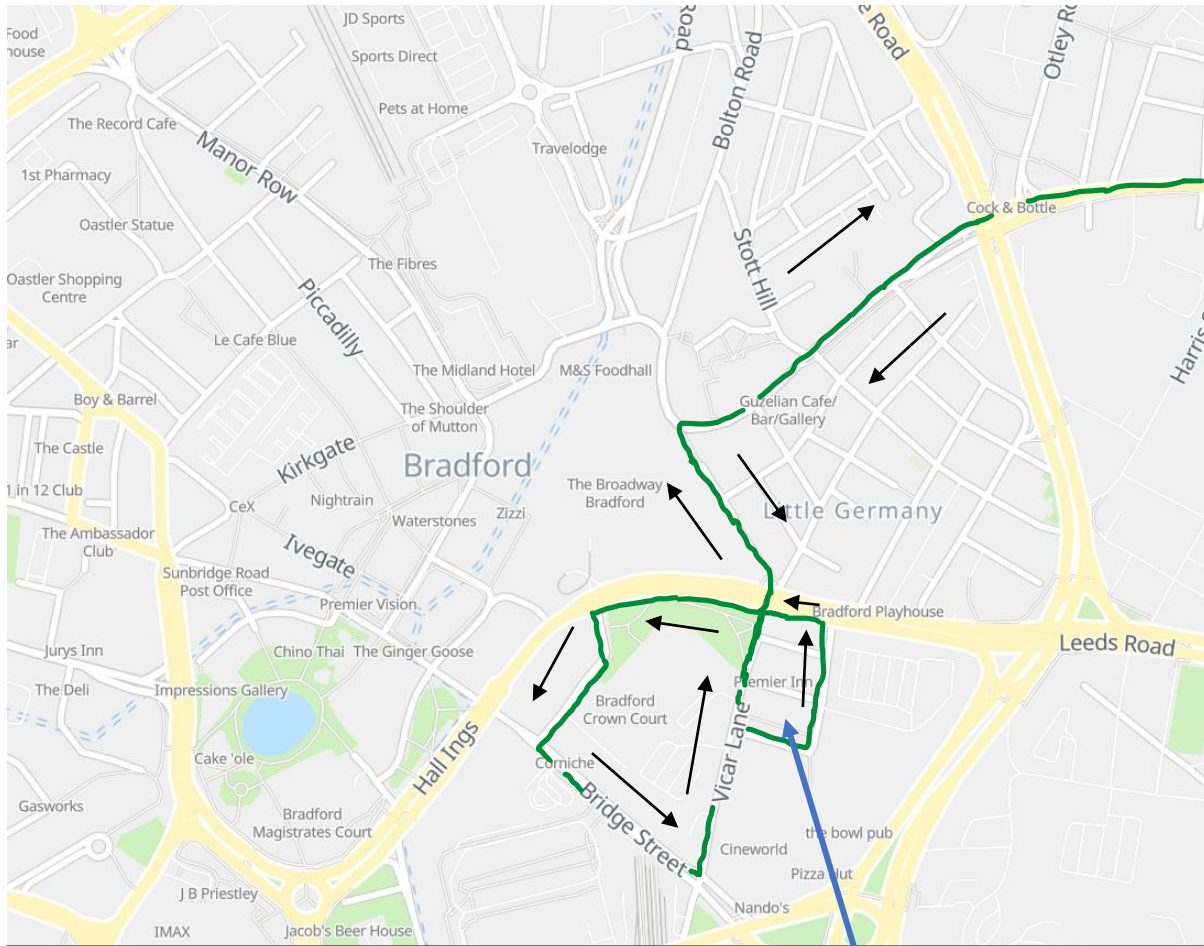 Food
house
JD Sports
Sports Direct
Road
Bolton Road
e Road
Otley Ro
The Record Cafe
Pets at Home
Manor Row
Travelodge
1st Pharmacy
Cock & Bottle
Oastler Statue
Stott Hill
The Fibres
Oastler Shopping
Centre
Piccadilly
Harris
ar
Le Cafe Blue
The Midland Hotel
M&S Foodhall
Boy & Barrel
The Shoulder
of Mutton
Guzelian Cafe/
Bar/Gallery
The Castle
Kirkgate
Bradford
1 in 12 Club
Nightrain
The Broadway
Bradford
CeX
Zizzi
Waterstones
Little Germany
The Ambassador
Club
Ivegate
Sunbridge Road
Post Office
Premier Vision
Bradford Playhouse
Jurys Inn
Chino Thai
The Ginger Goose
Leeds Road
The Deli
Impressions Gallery
Premier Inn
Bradford
Crown Court
Cake 'ole
Hall Ings
Corniche
Vicar Lane
Gasworks
Bradford
Magistrates Court
Bridge Street
the bowl pub
Cineworld
Pizza Hut
J B Priestley
Nando's
IMAX
Jacob's Beer House